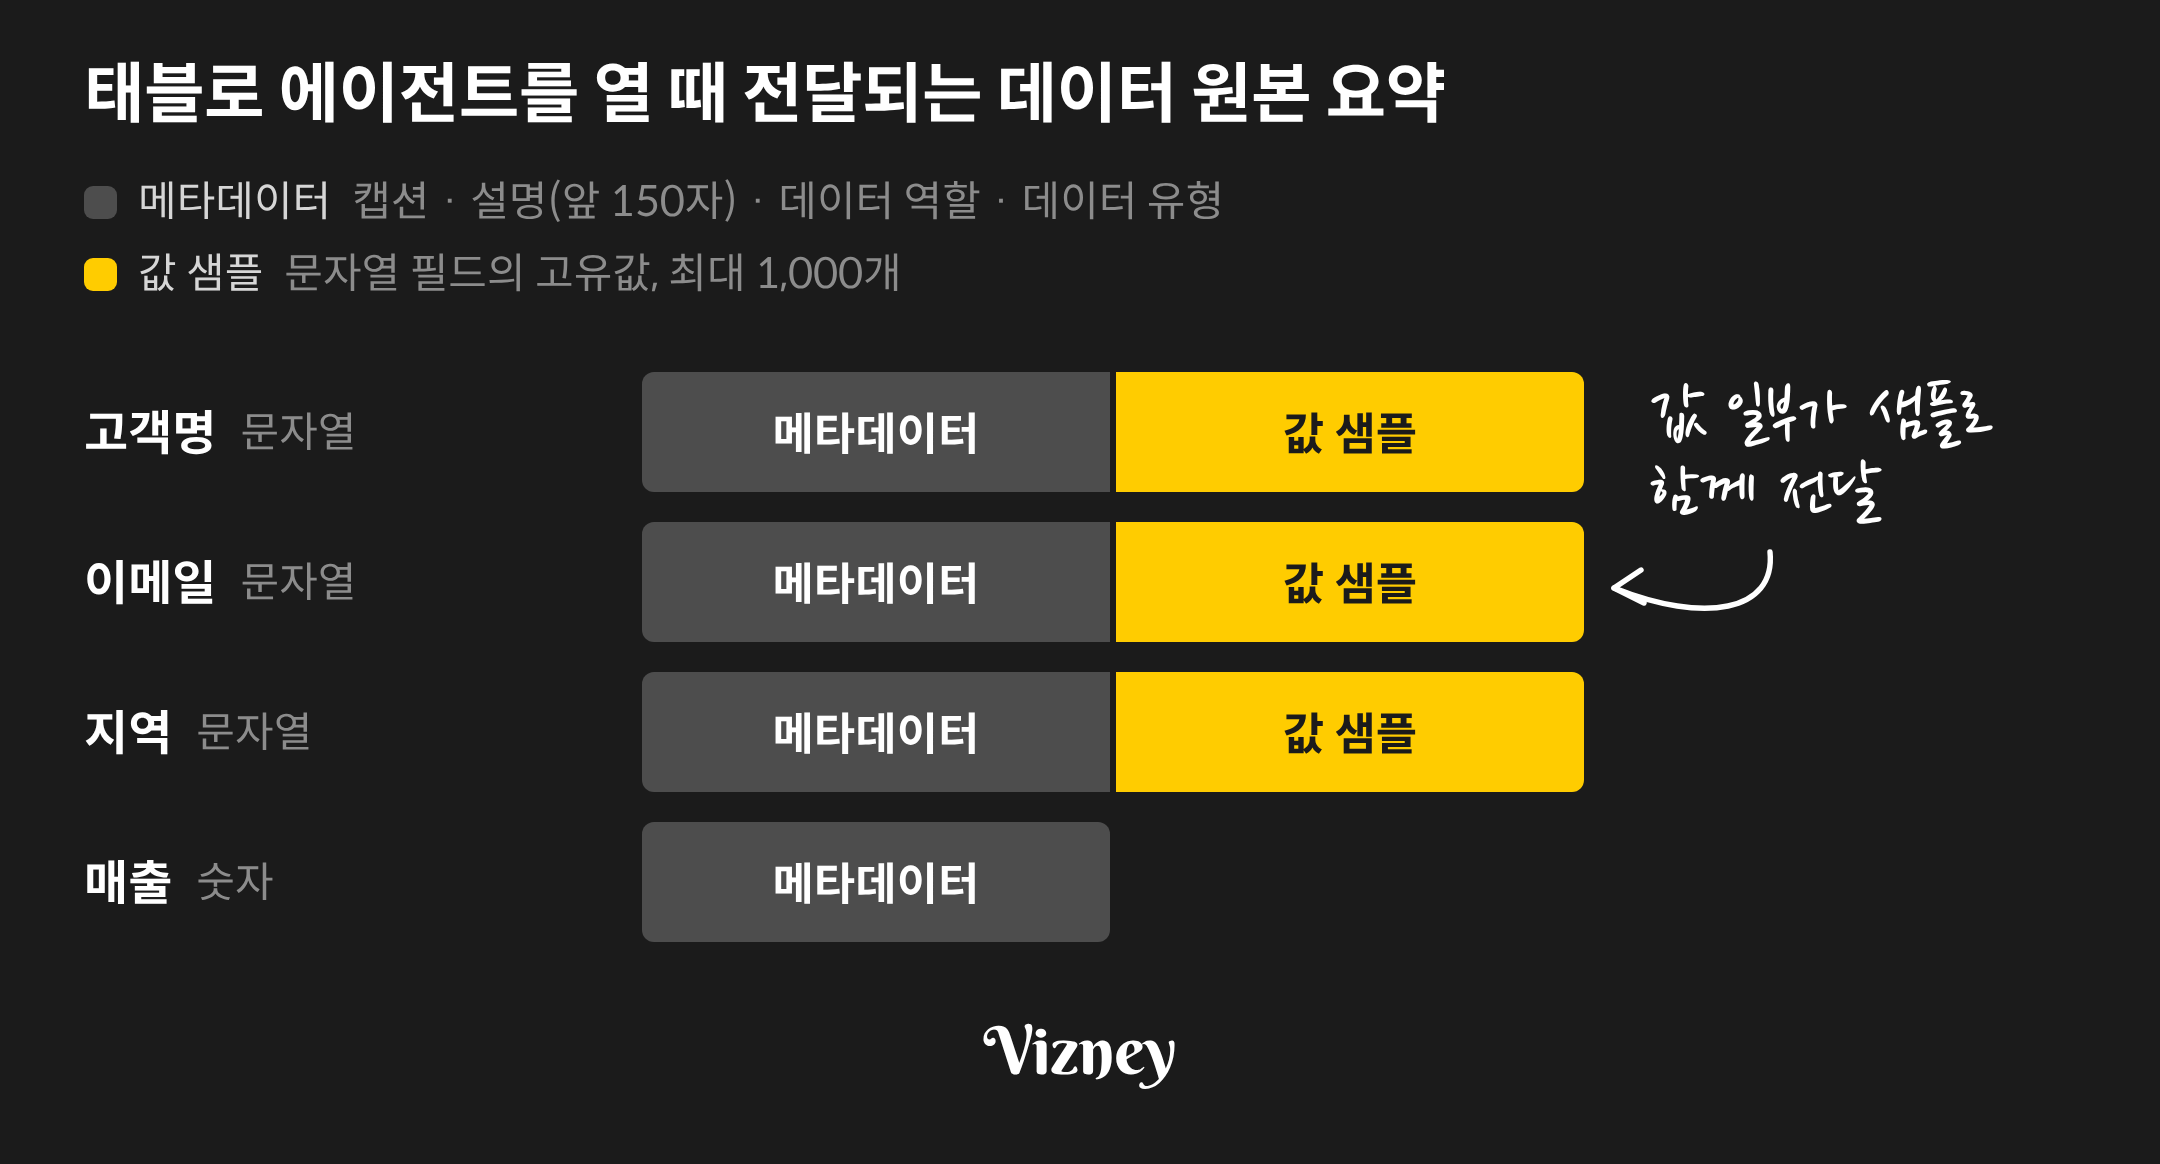 태블로 에이전트를 열 때 전달되는 데이터 원본 요약
메타데이터 캡션 · 설명(앞 150자) · 데이터 역할 · 데이터 유형
값 샘플 문자열 필드의 고유값, 최대 1,000개
고객명 문자열 메타데이터 값 샘플
값 일부가 샘플로
함께 전달
이메일 문자열 메타데이터 값 샘플
지역 문자열 메타데이터 값 샘플
매출 숫자 메타데이터
Vizney